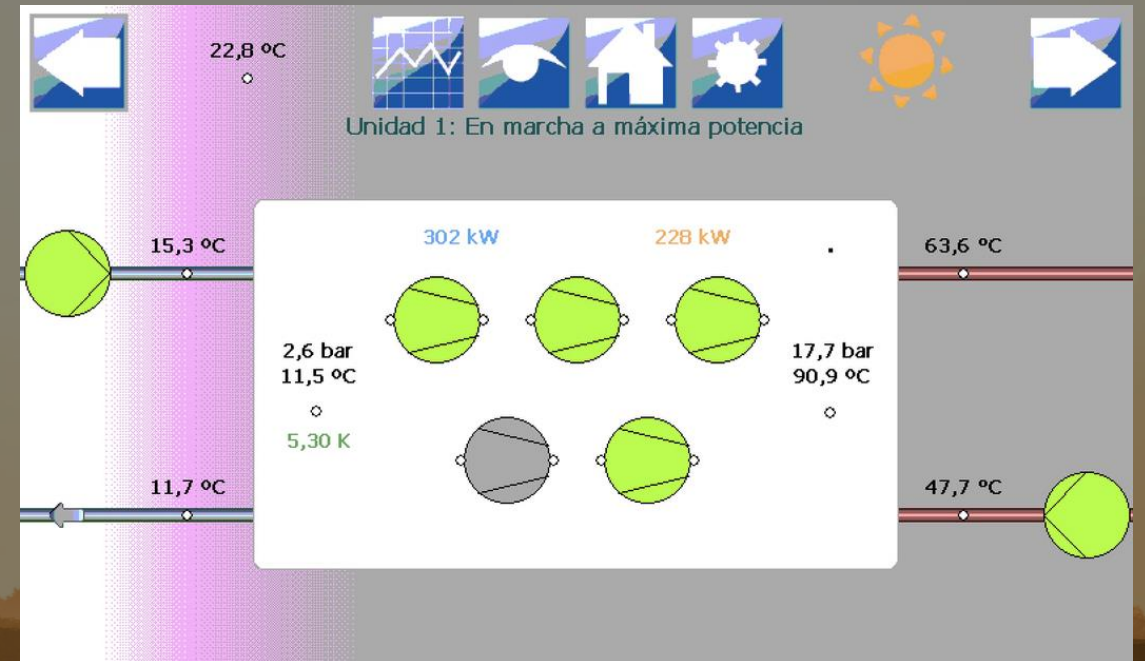 22,8 ºC
Unidad 1: En marcha a máxima potencia
15,3 ºC
302 kW
228 kW
63,6 ºC
2,6 bar
11,5 ºC
5,30 K
17,7 bar
90,9 ºC
11,7 ºC
47,7 ºC